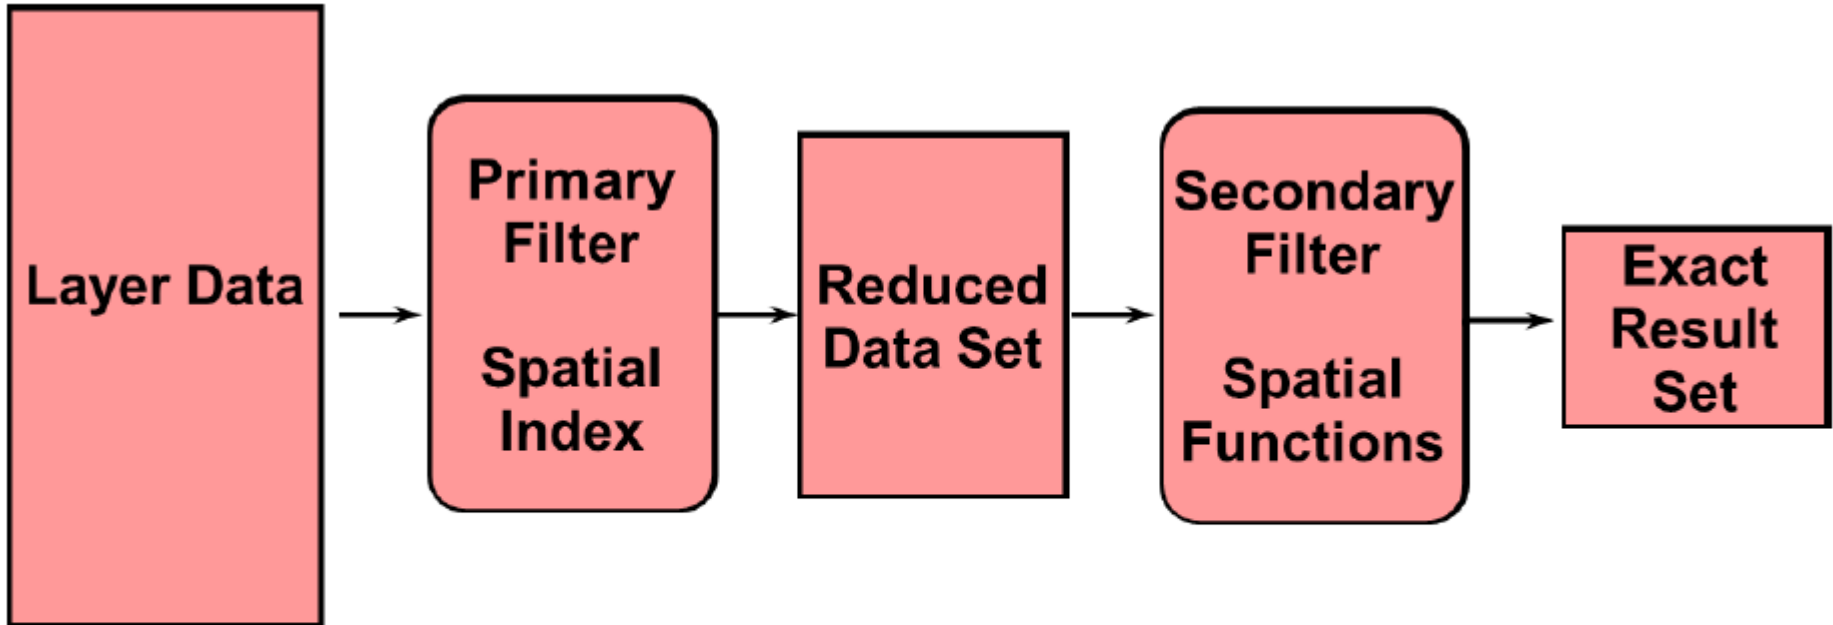 Layer Data
Primary
Filter
Spatial
Index
Reduced
Data Set
Secondary
Filter
Spatial
Functions
Exact
Result
Set